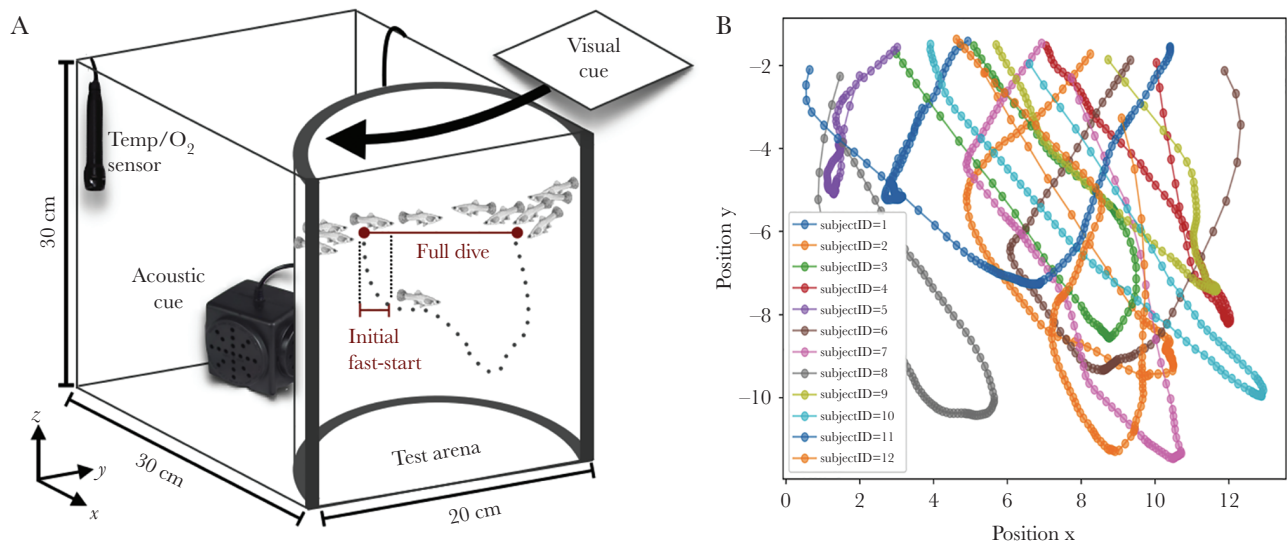 A
Visual
cue
Temp/O₂
sensor
30 cm
Full dive
Acoustic
cue
Initial
fast-start
Test arena
z
y
x
30 cm
20 cm
B
−2
−4
−6
−8
−10
Position y
subjectID=1
subjectID=2
subjectID=3
subjectID=4
subjectID=5
subjectID=6
subjectID=7
subjectID=8
subjectID=9
subjectID=10
subjectID=11
subjectID=12
0 2 4 6 8 10 12
Position x